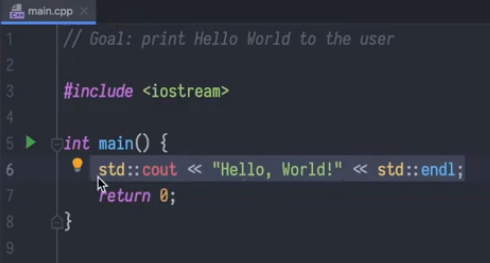 main.cpp
1 // Goal: print Hello World to the user
2
3 #include <iostream>
4
5 int main() {
6 std::cout << "Hello, World!" << std::endl;
7 return 0;
8 }
9